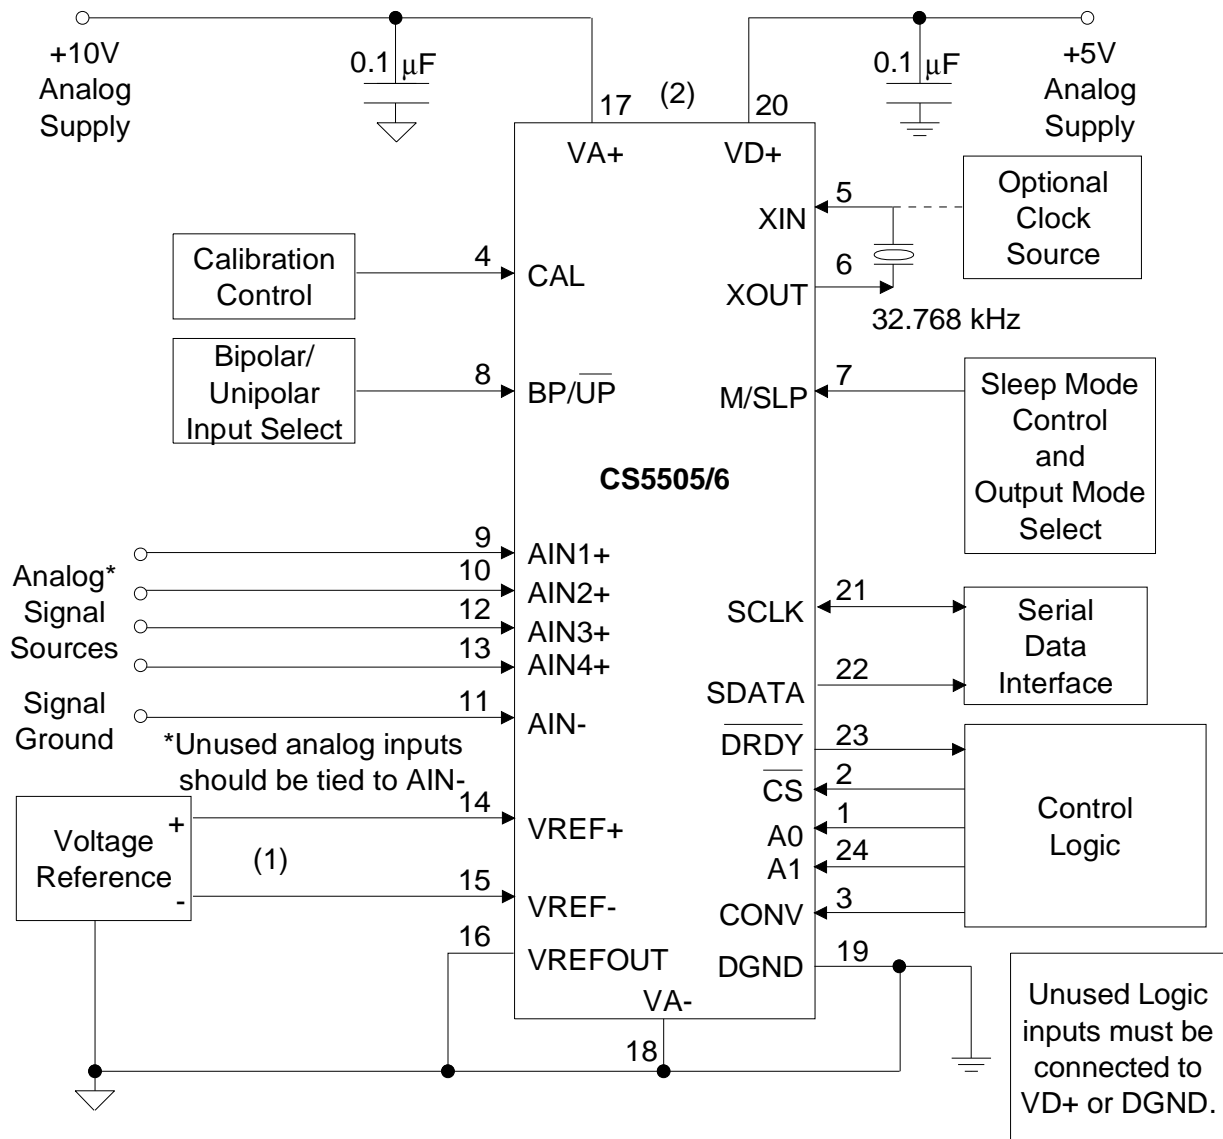 +10V
Analog
Supply
0.1 μF
17
(2)
20
0.1 μF
+5V
Analog
Supply
VA+
VD+
Calibration
Control
4
CAL
Bipolar/
Unipolar
Input Select
8
BP/UP
XIN
5
Optional
Clock
Source
XOUT
6
32.768 kHz
M/SLP
7
Sleep Mode
Control
and
Output Mode
Select
CS5505/6
Analog*
Signal
Sources
9
AIN1+
10
AIN2+
12
AIN3+
13
AIN4+
Signal
Ground
11
AIN-
*Unused analog inputs
should be tied to AIN-
SCLK
21
SDATA
22
Serial
Data
Interface
DRDY
23
CS
2
A0
1
A1
24
CONV
3
Control
Logic
Voltage
Reference
+
-
(1)
14
VREF+
15
VREF-
16
VREFOUT
DGND
19
VA-
18
Unused Logic
inputs must be
connected to
VD+ or DGND.